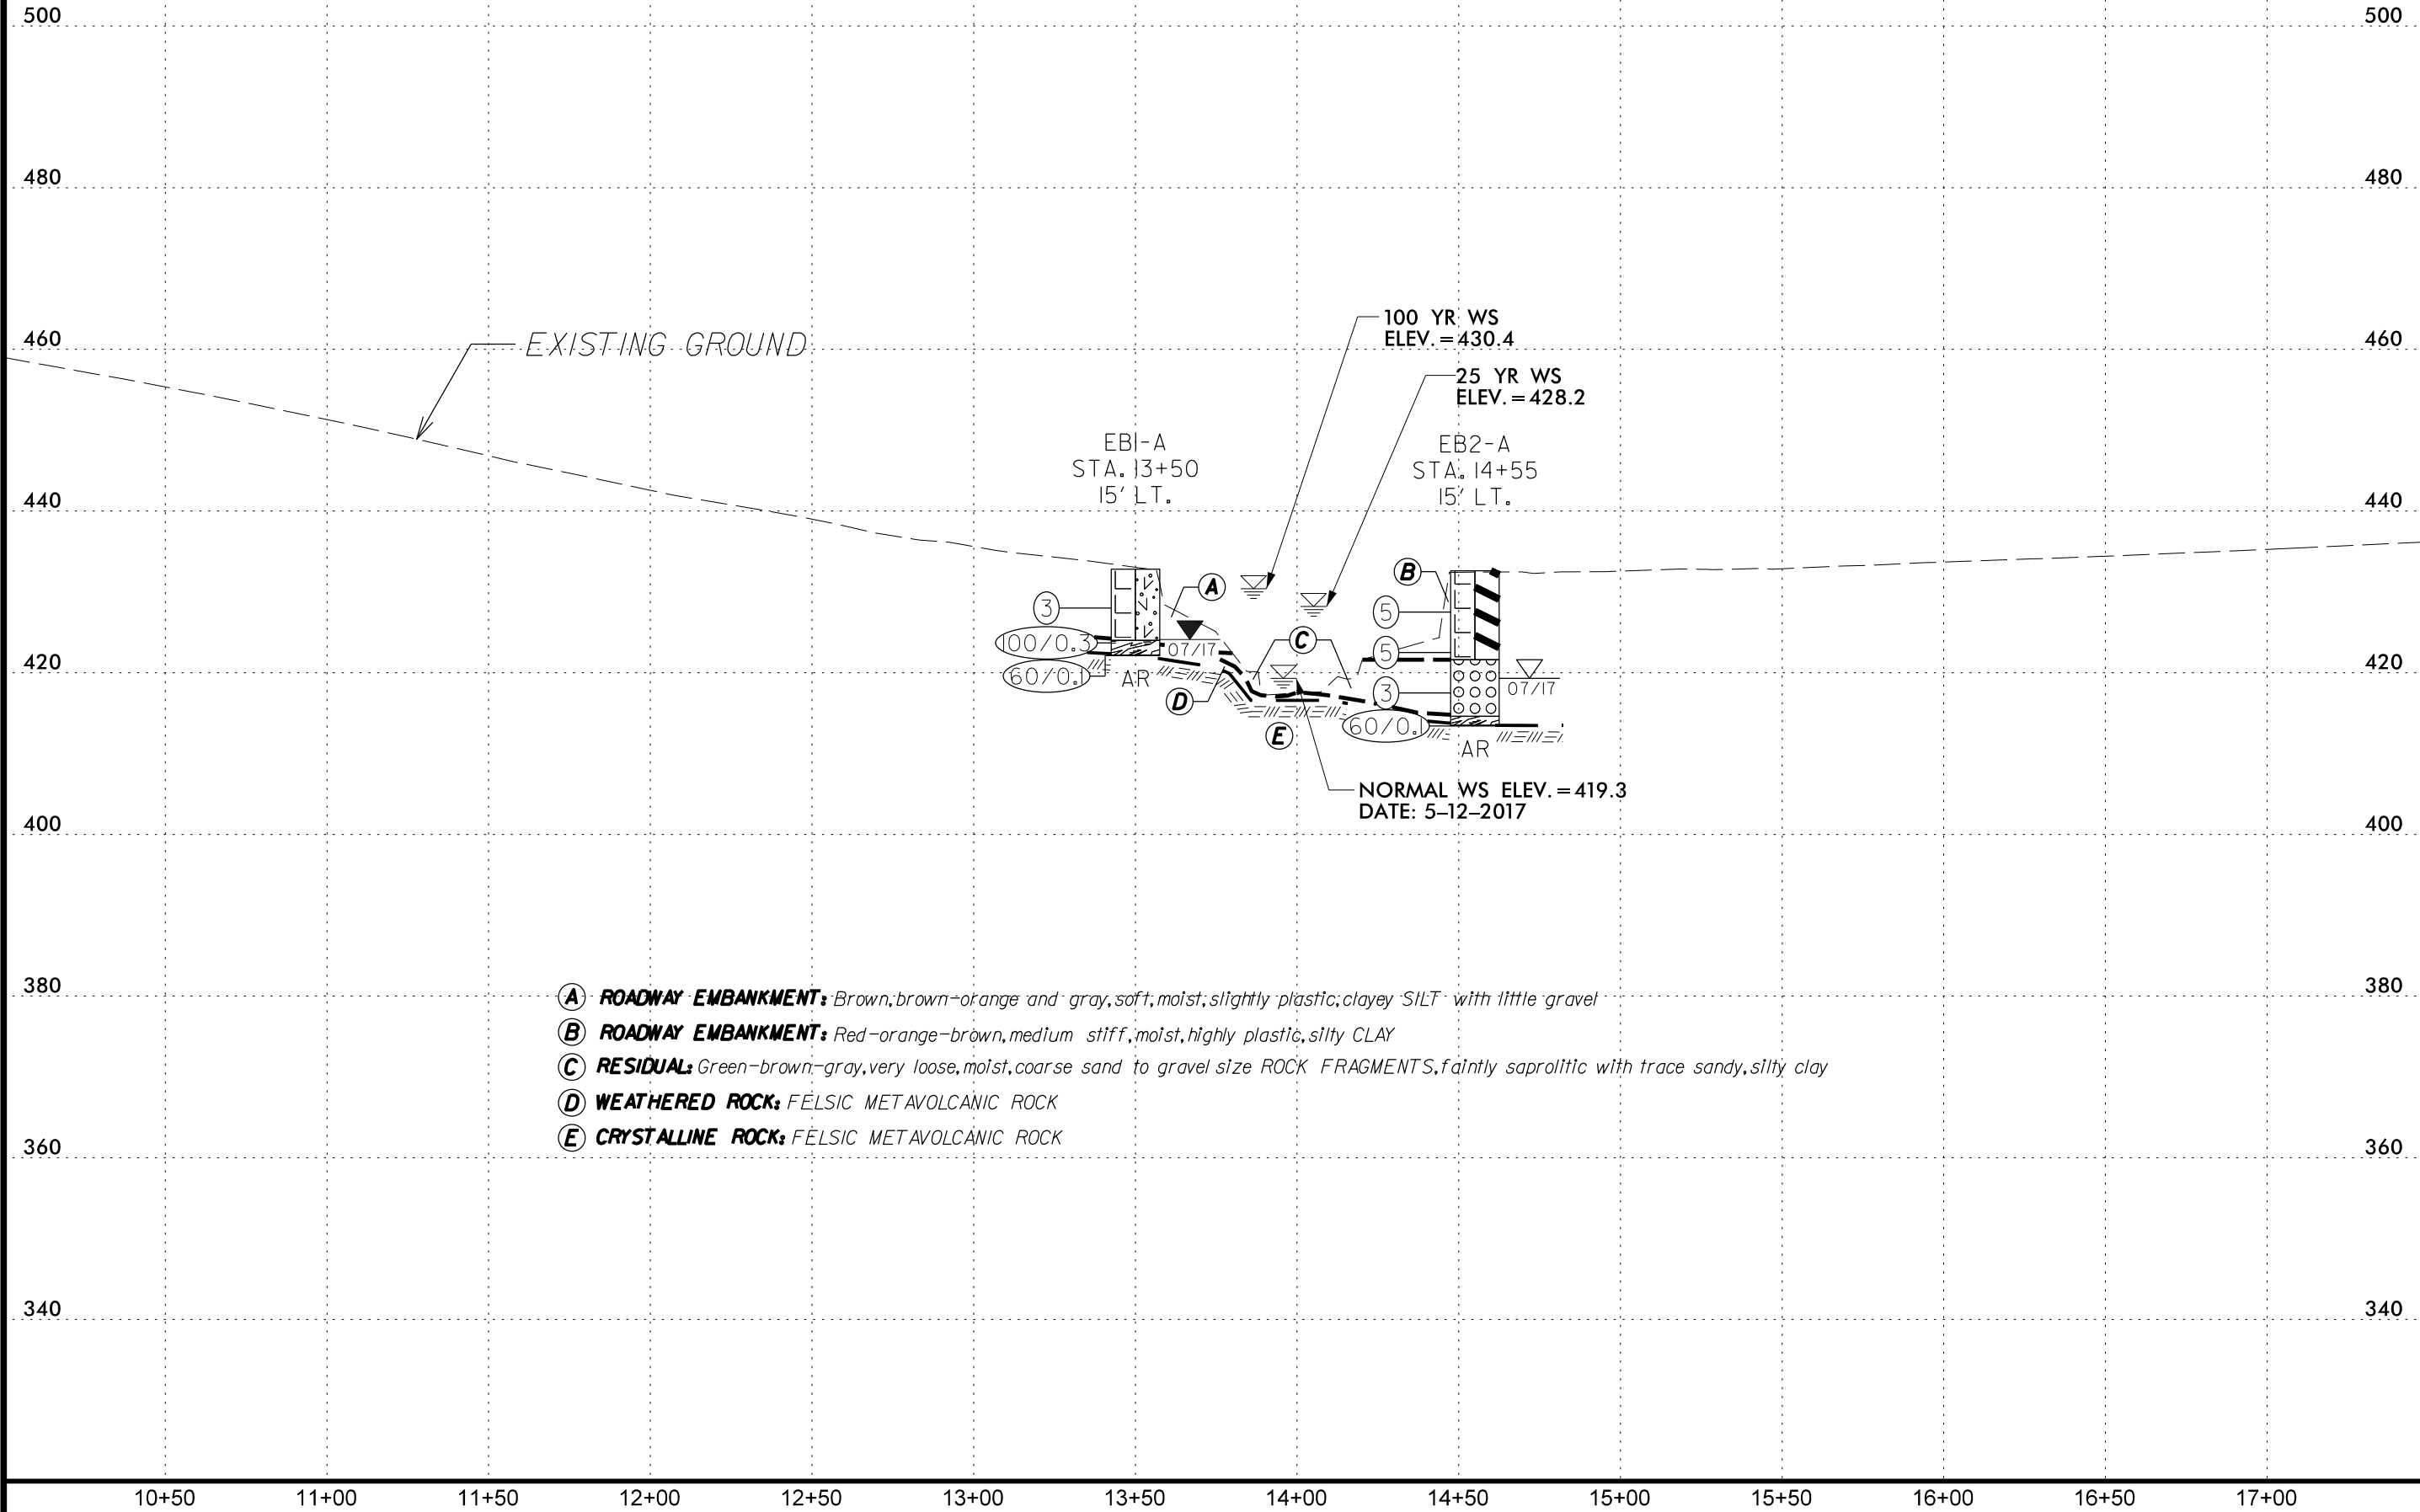 500 500
480 480
100 YR WS
ELEV.=430.4
460 EXISTING GROUND 460
25 YR WS
ELEV.=428.2
EB1-A
STA. 13+50
15' LT.
EB2-A
STA. 14+55
15' LT.
440 440
A
B
3
5
100/0.3
07/17
C
5
420 420
60/0.1
AR
D
3
07/17
60/0.1
E
AR
NORMAL WS ELEV.=419.3
DATE: 5-12-2017
400 400
380 380
A ROADWAY EMBANKMENT: Brown, brown-orange and gray, soft, moist, slightly plastic, clayey SILT with little gravel
B ROADWAY EMBANKMENT: Red-orange-brown, medium stiff, moist, highly plastic, silty CLAY
C RESIDUAL: Green-brown-gray, very loose, moist, coarse sand to gravel size ROCK FRAGMENTS, faintly saprolitic with trace sandy, silty clay
D WEATHERED ROCK: FELSIC METAVOLCANIC ROCK
E CRYSTALLINE ROCK: FELSIC METAVOLCANIC ROCK
360 360
340 340
10+50 11+00 11+50 12+00 12+50 13+00 13+50 14+00 14+50 15+00 15+50 16+00 16+50 17+00